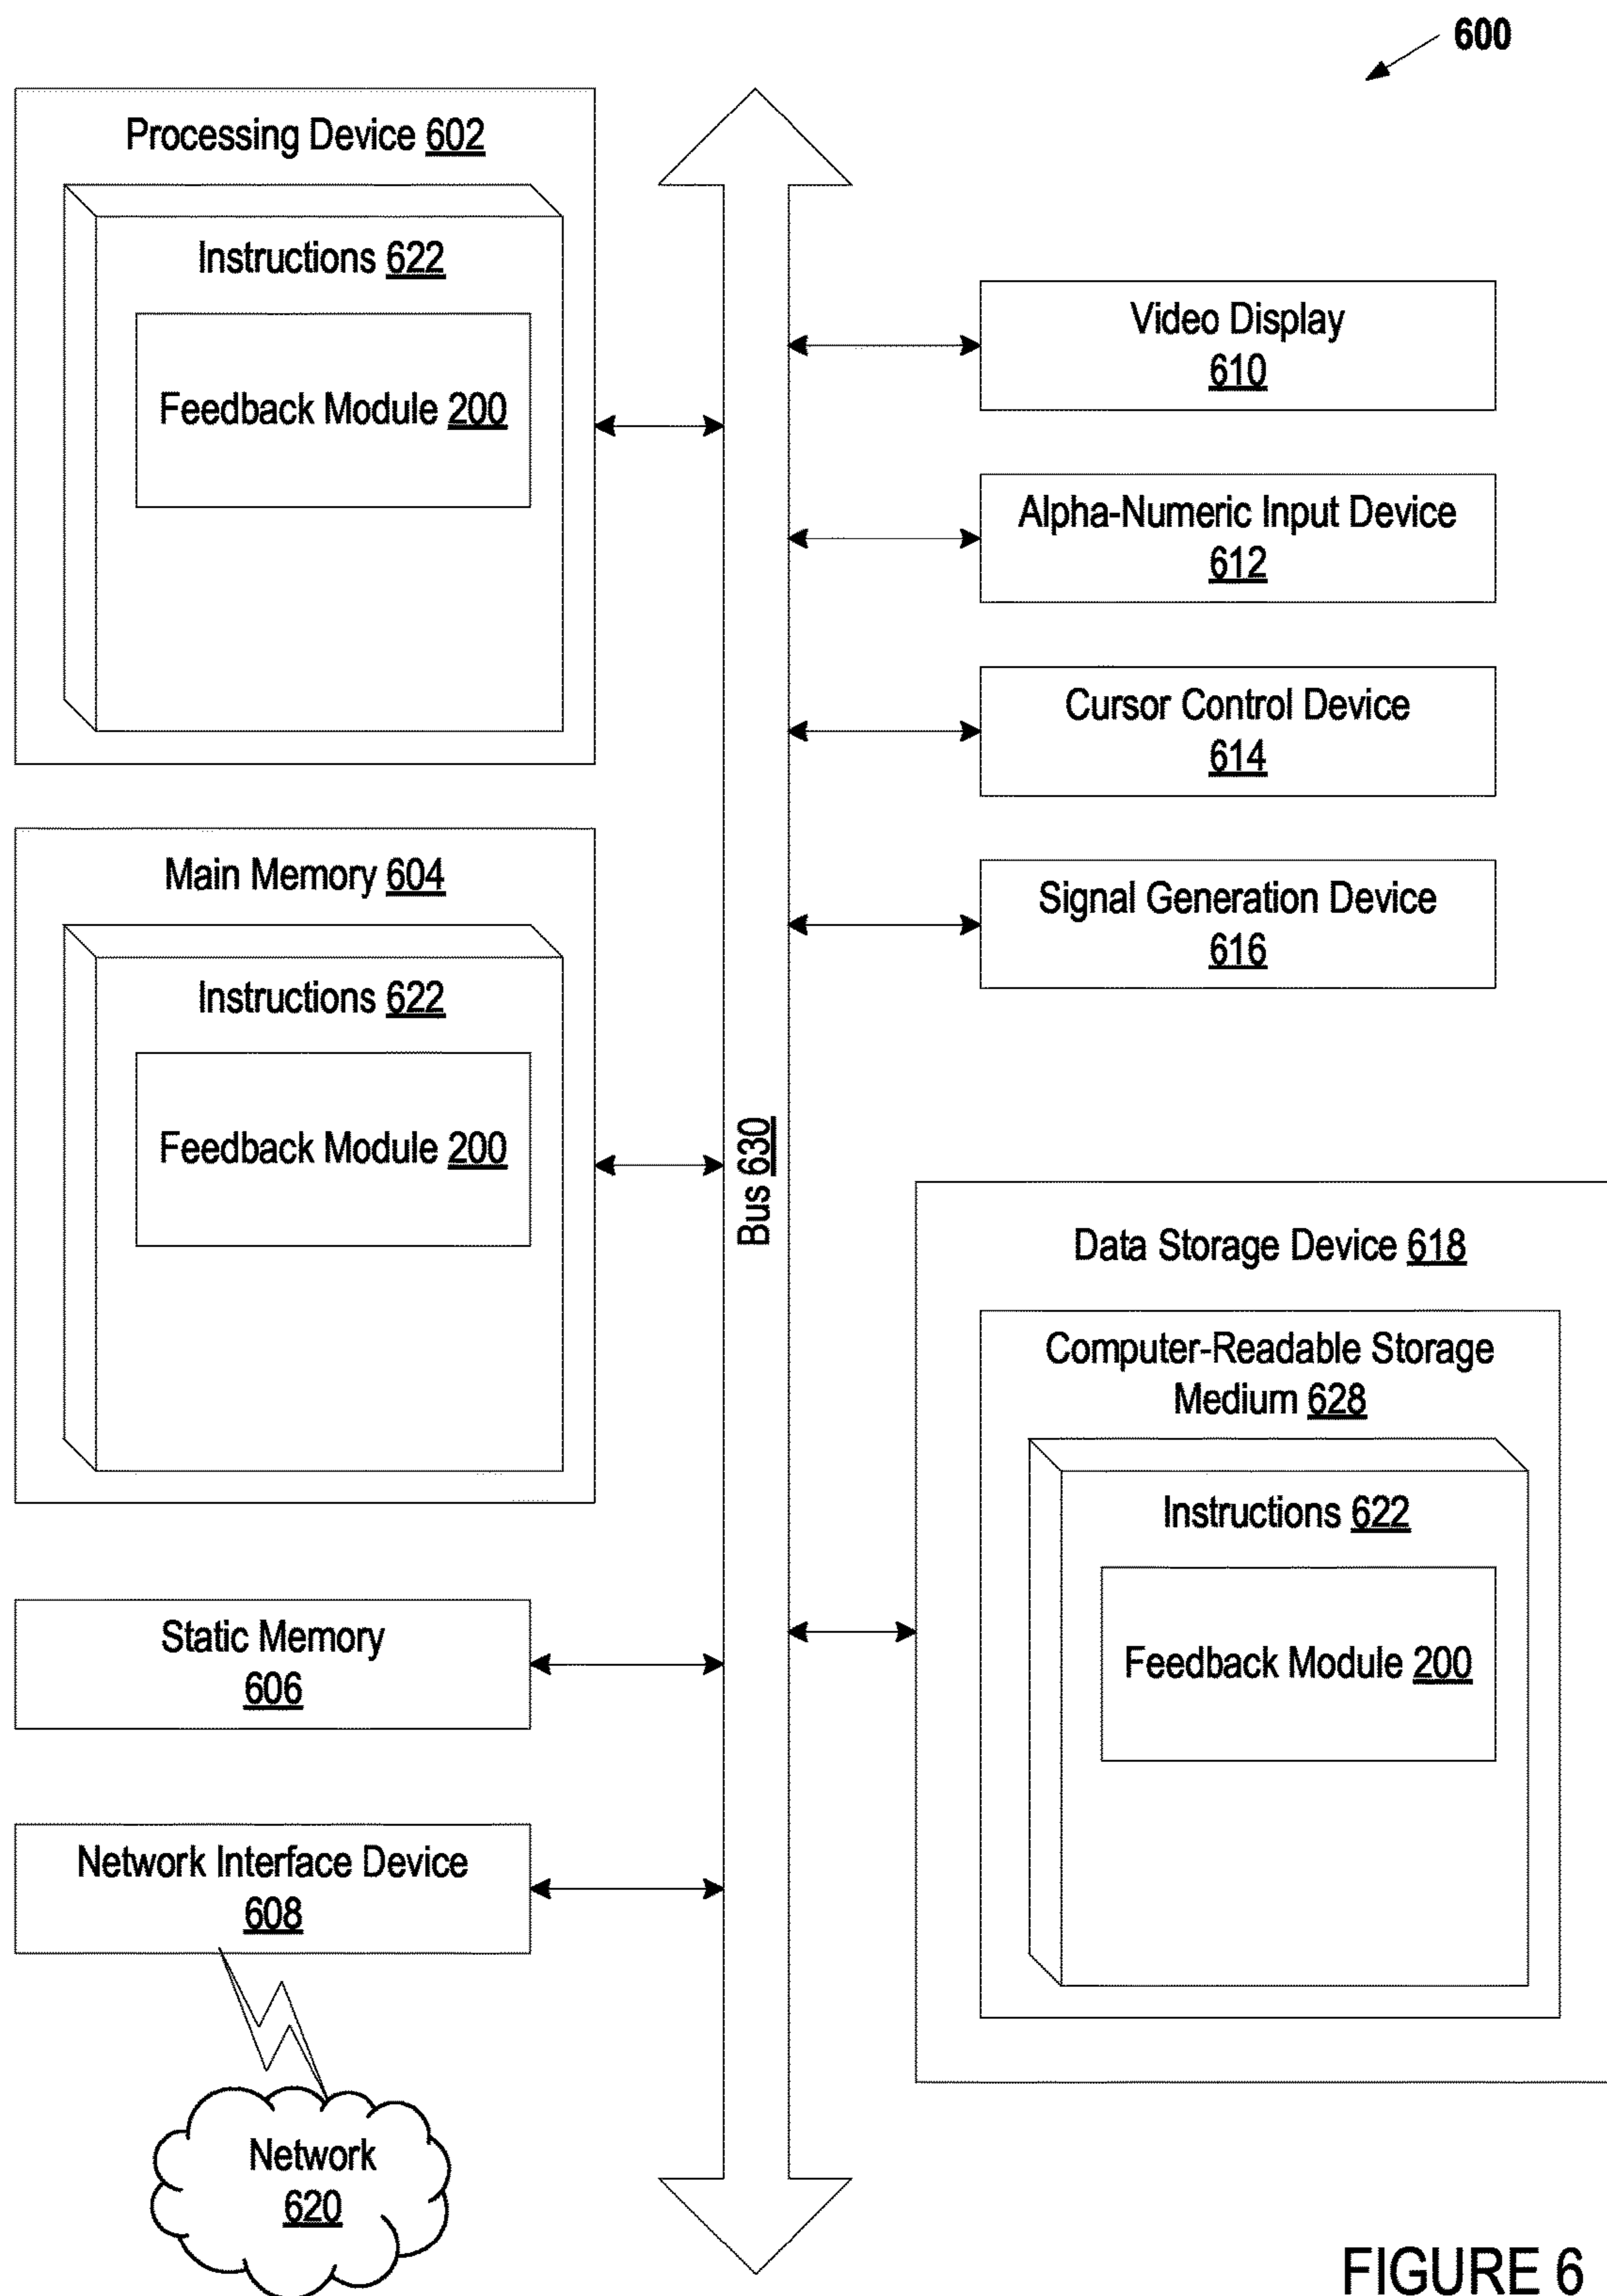 600
Processing Device 602
Instructions 622
Feedback Module 200
Main Memory 604
Instructions 622
Feedback Module 200
Static Memory
606
Network Interface Device
608
Network
620
Bus 630
Video Display
610
Alpha-Numeric Input Device
612
Cursor Control Device
614
Signal Generation Device
616
Data Storage Device 618
Computer-Readable Storage
Medium 628
Instructions 622
Feedback Module 200
FIGURE 6